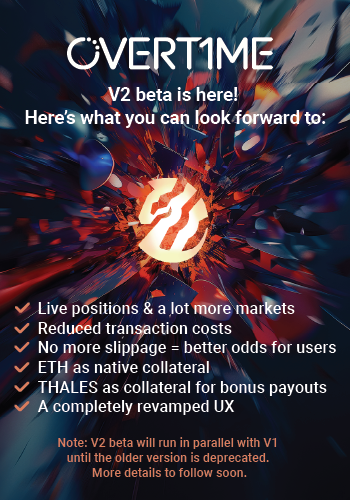 OVERTIME
V2 beta is here!
Here's what you can look forward to:
Live positions & a lot more markets
Reduced transaction costs
No more slippage = better odds for users
ETH as native collateral
THALES as collateral for bonus payouts
A completely revamped UX
Note: V2 beta will run in parallel with V1
until the older version is deprecated.
More details to follow soon.